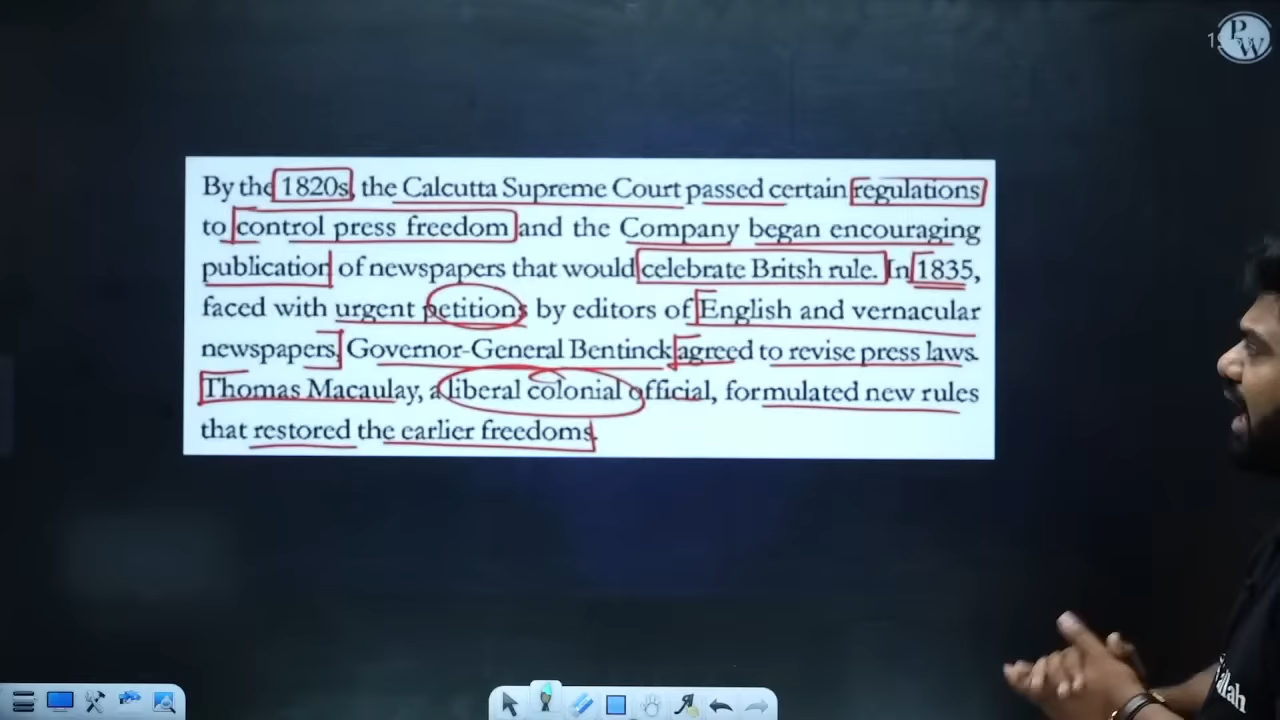 P
W
By the 1820s, the Calcutta Supreme Court passed certain regulations
to control press freedom and the Company began encouraging
publication of newspapers that would celebrate Britsh rule. In 1835,
faced with urgent petitions by editors of English and vernacular
newspapers, Governor-General Bentinck agreed to revise press laws.
Thomas Macaulay, a liberal colonial official, formulated new rules
that restored the earlier freedoms.